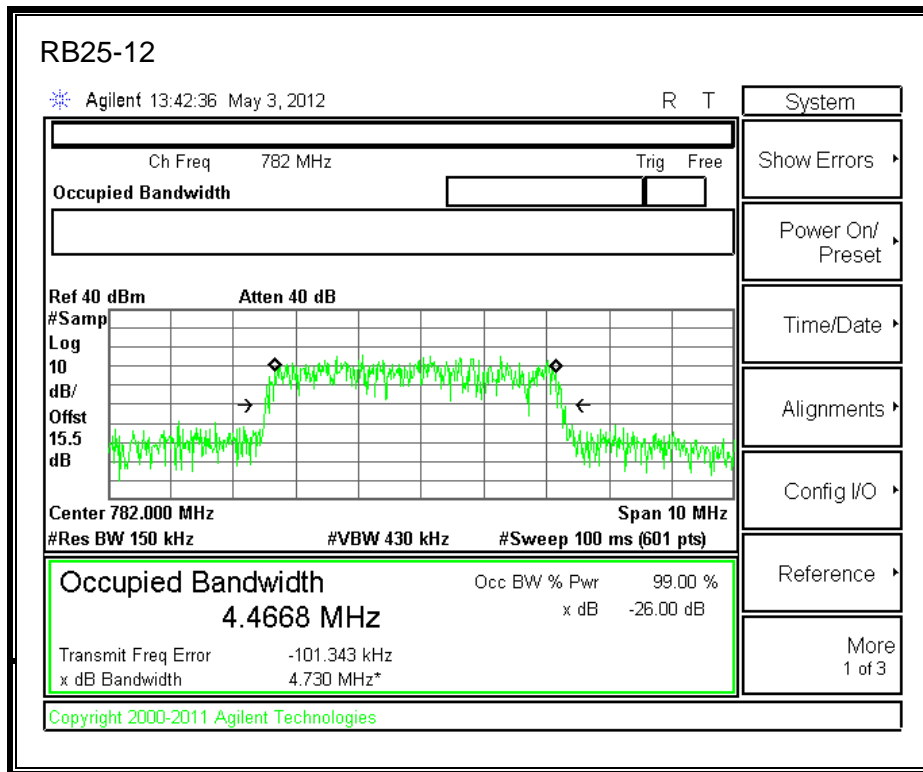 RB25-12
Agilent 13:42:36 May 3, 2012 R T
System
Ch Freq 782 MHz Trig Free
Show Errors
Occupied Bandwidth
Power On/
Preset
Ref 40 dBm Atten 40 dB
#Samp
Log
10
dB/
Offst
15.5
dB
Time/Date
Alignments
Config I/O
Center 782.000 MHz Span 10 MHz
#Res BW 150 kHz #VBW 430 kHz #Sweep 100 ms (601 pts)
Occupied Bandwidth Occ BW % Pwr 99.00 %
4.4668 MHz x dB -26.00 dB
Reference
Transmit Freq Error -101.343 kHz
x dB Bandwidth 4.730 MHz*
More
1 of 3
Copyright 2000-2011 Agilent Technologies